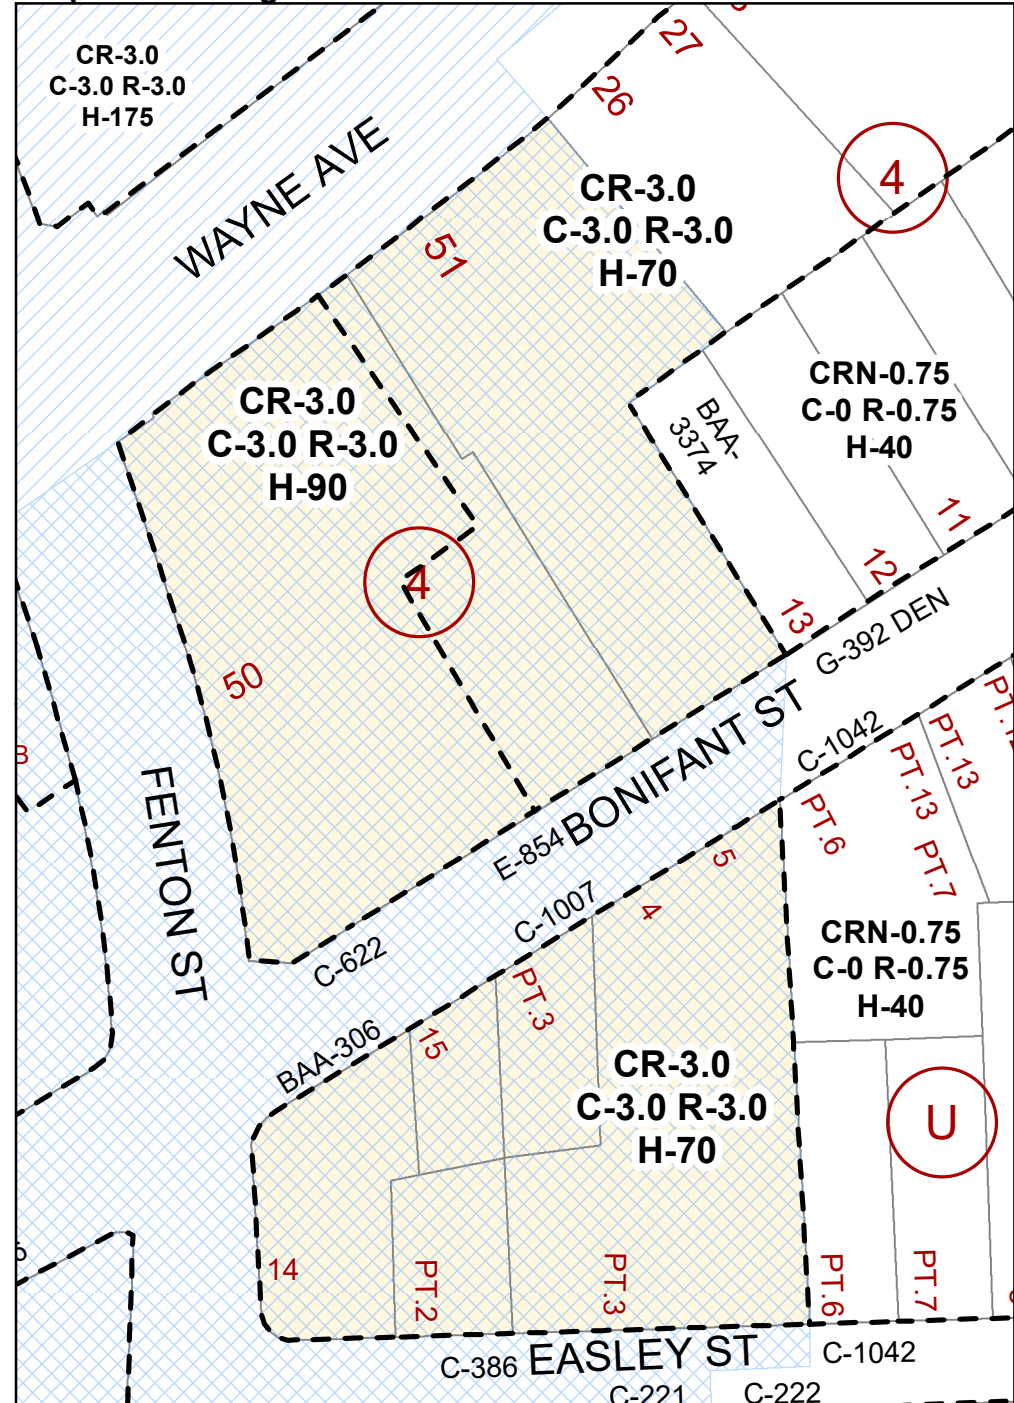 CR-3.0
C-3.0 R-3.0
H-175
WAYNE AVE
27
26
51
CR-3.0
C-3.0 R-3.0
H-70
4
CR-3.0
C-3.0 R-3.0
H-90
CRN-0.75
C-0 R-0.75
H-40
BAA-
3374
11
12
13
4
50
G-392 DEN
BONIFANT ST
C-1042
E-854
C-1007
C-622
FENTON ST
BAA-306
PT.13
PT.13
PT.6
PT.7
5
4
PT.3
15
CRN-0.75
C-0 R-0.75
H-40
CR-3.0
C-3.0 R-3.0
H-70
U
14
PT.2
PT.3
PT.6
PT.7
C-386
EASLEY ST
C-1042
C-221
C-222